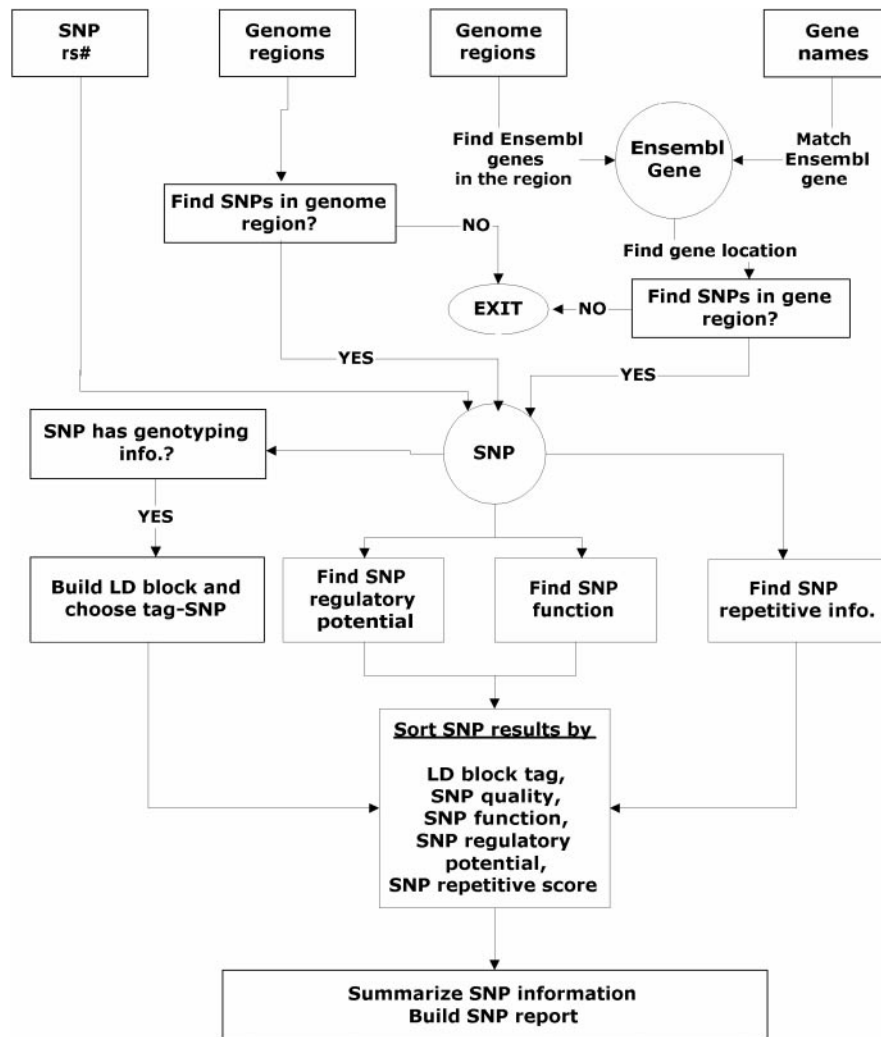 SNP
rs#
Genome
regions
Genome
regions
Gene
names
Find Ensembl
genes
in the region
Ensembl
Gene
Match
Ensembl
gene
Find SNPs in genome
region?
NO
Find gene location
EXIT
NO
Find SNPs in gene
region?
YES
YES
SNP has genotyping
info.?
SNP
YES
Build LD block and
choose tag-SNP
Find SNP
regulatory
potential
Find SNP
function
Find SNP
repetitive info.
Sort SNP results by
LD block tag,
SNP quality,
SNP function,
SNP regulatory
potential,
SNP repetitive score
Summarize SNP information
Build SNP report